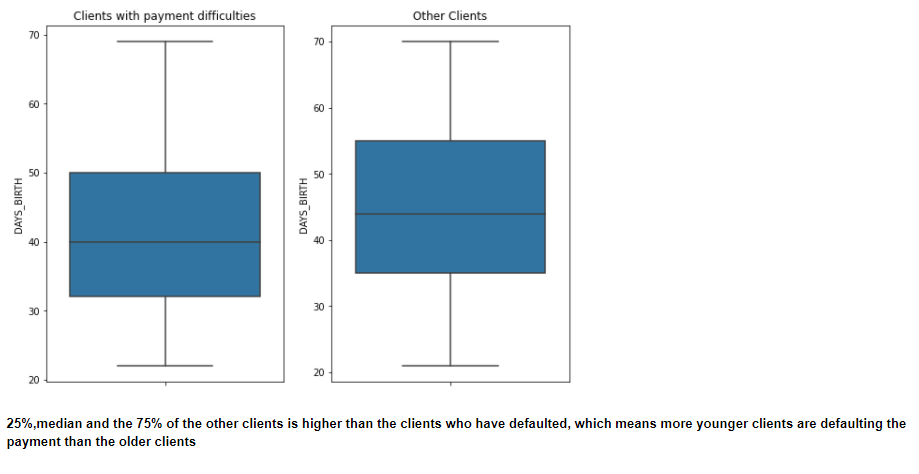 Clients with payment difficulties
Other Clients
70
60
50
40
30
20
DAYS_BIRTH
70
60
50
40
30
20
DAYS_BIRTH
25%,median and the 75% of the other clients is higher than the clients who have defaulted, which means more younger clients are defaulting the
payment than the older clients